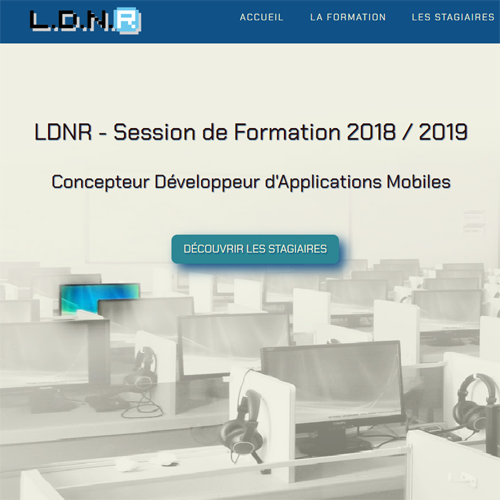 L.D.N.R.
ACCUEIL LA FORMATION LES STAGIAIRES
LDNR - Session de Formation 2018 / 2019
Concepteur Développeur d'Applications Mobiles
DÉCOUVRIR LES STAGIAIRES